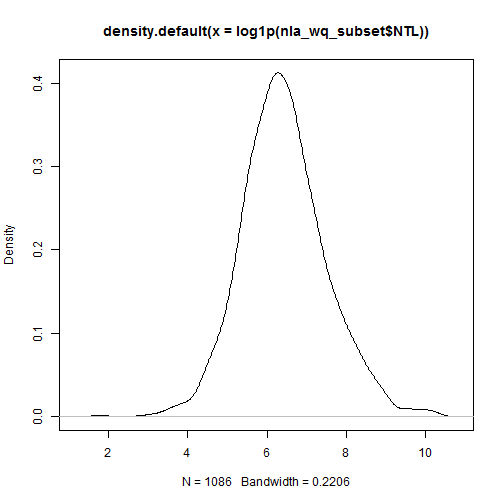 density.default(x = log1p(nla_wq_subset$NTL))
Density
0.4
0.3
0.2
0.1
0.0
2 4 6 8 10
N = 1086 Bandwidth = 0.2206